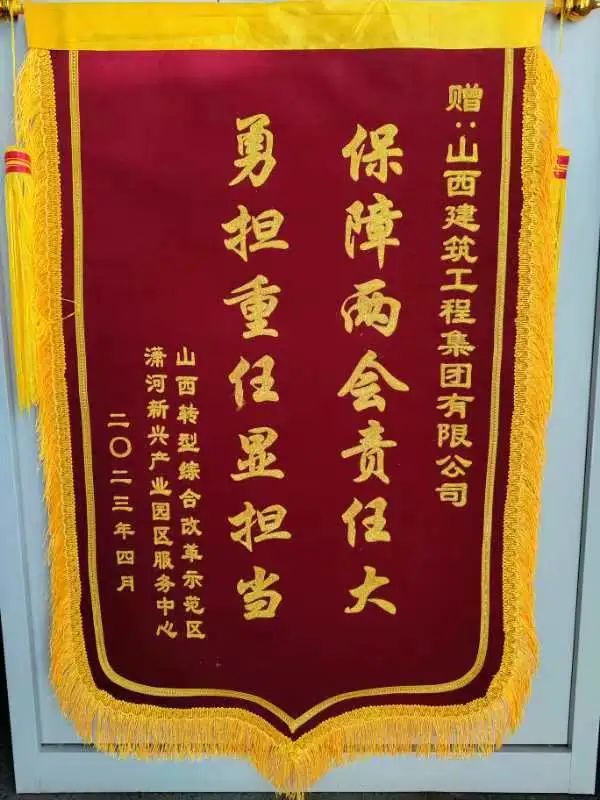 赠:山西建筑工程集团有限公司
保障两会责任大
勇担重任显担当
山西转型综合改革示范区
潇河新兴产业园区服务中心
二〇二三年四月